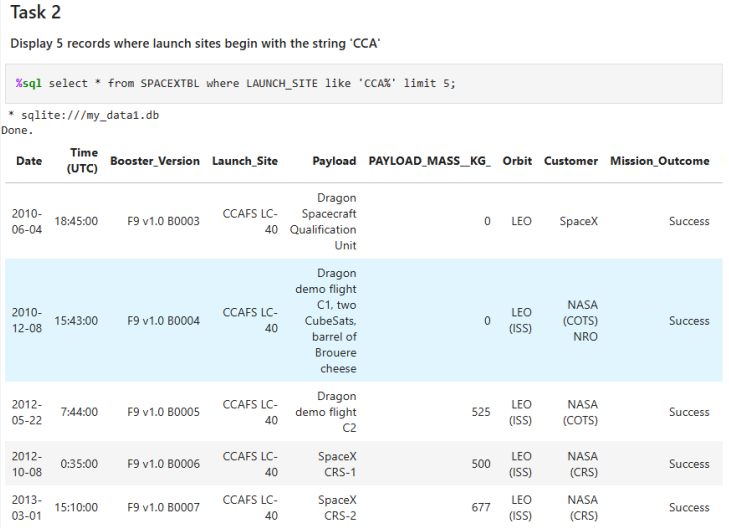 Task 2
Display 5 records where launch sites begin with the string 'CCA'
%sql select * from SPACEXTBL where LAUNCH_SITE like 'CCA%' limit 5;
* sqlite:///my_data1.db
Done.
Date Time (UTC) Booster_Version Launch_Site Payload PAYLOAD_MASS__KG_ Orbit Customer Mission_Outcome
2010-06-04 18:45:00 F9 v1.0 B0003 CCAFS LC-40 Dragon Spacecraft Qualification Unit 0 LEO SpaceX Success
2010-12-08 15:43:00 F9 v1.0 B0004 CCAFS LC-40 Dragon demo flight C1, two CubeSats, barrel of Brouere cheese 0 LEO (ISS) NASA (COTS) NRO Success
2012-05-22 7:44:00 F9 v1.0 B0005 CCAFS LC-40 Dragon demo flight C2 525 LEO (ISS) NASA (COTS) Success
2012-10-08 0:35:00 F9 v1.0 B0006 CCAFS LC-40 SpaceX CRS-1 500 LEO (ISS) NASA (CRS) Success
2013-03-01 15:10:00 F9 v1.0 B0007 CCAFS LC-40 SpaceX CRS-2 677 LEO (ISS) NASA (CRS) Success